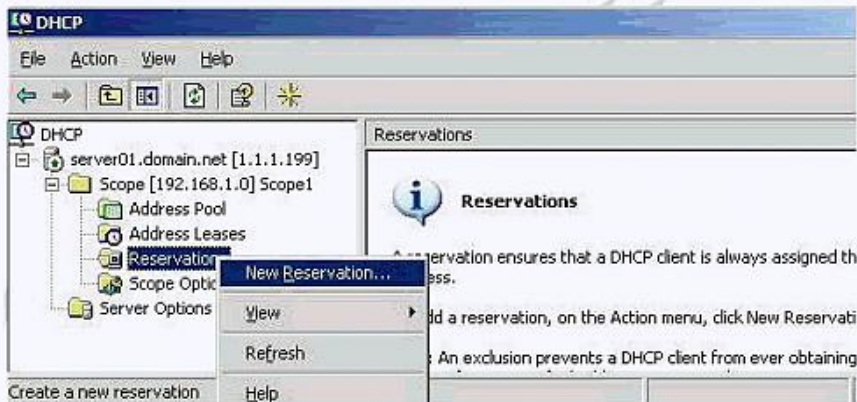 DHCP
File Action View Help
DHCP
server01.domain.net [1.1.1.199]
Scope [192.168.1.0] Scope1
Address Pool
Address Leases
Reservation
Scope Optio
Server Options
New Reservation...
View
Refresh
Help
Reservations
Reservations
reservation ensures that a DHCP client is always assigned th
ess.
dd a reservation, on the Action menu, click New Reservati
: An exclusion prevents a DHCP client from ever obtaining
Create a new reservation